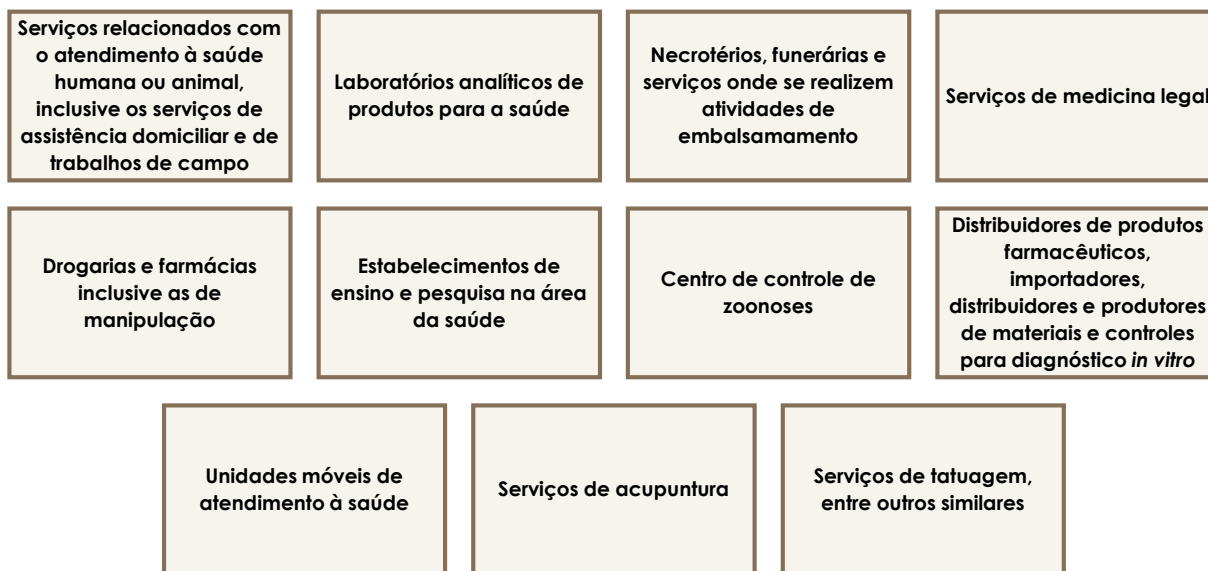 Serviços relacionados com
o atendimento à saúde
humana ou animal,
inclusive os serviços de
assistência domiciliar e de
trabalhos de campo
Laboratórios analíticos de
produtos para a saúde
Necrotérios, funerárias e
serviços onde se realizem
atividades de
embalsamamento
Serviços de medicina legal
Drogarias e farmácias
inclusive as de
manipulação
Estabelecimentos de
ensino e pesquisa na área
da saúde
Centro de controle de
zoonoses
Distribuidores de produtos
farmacêuticos,
importadores,
distribuidores e produtores
de materiais e controles
para diagnóstico in vitro
Unidades móveis de
atendimento à saúde
Serviços de acupuntura
Serviços de tatuagem,
entre outros similares